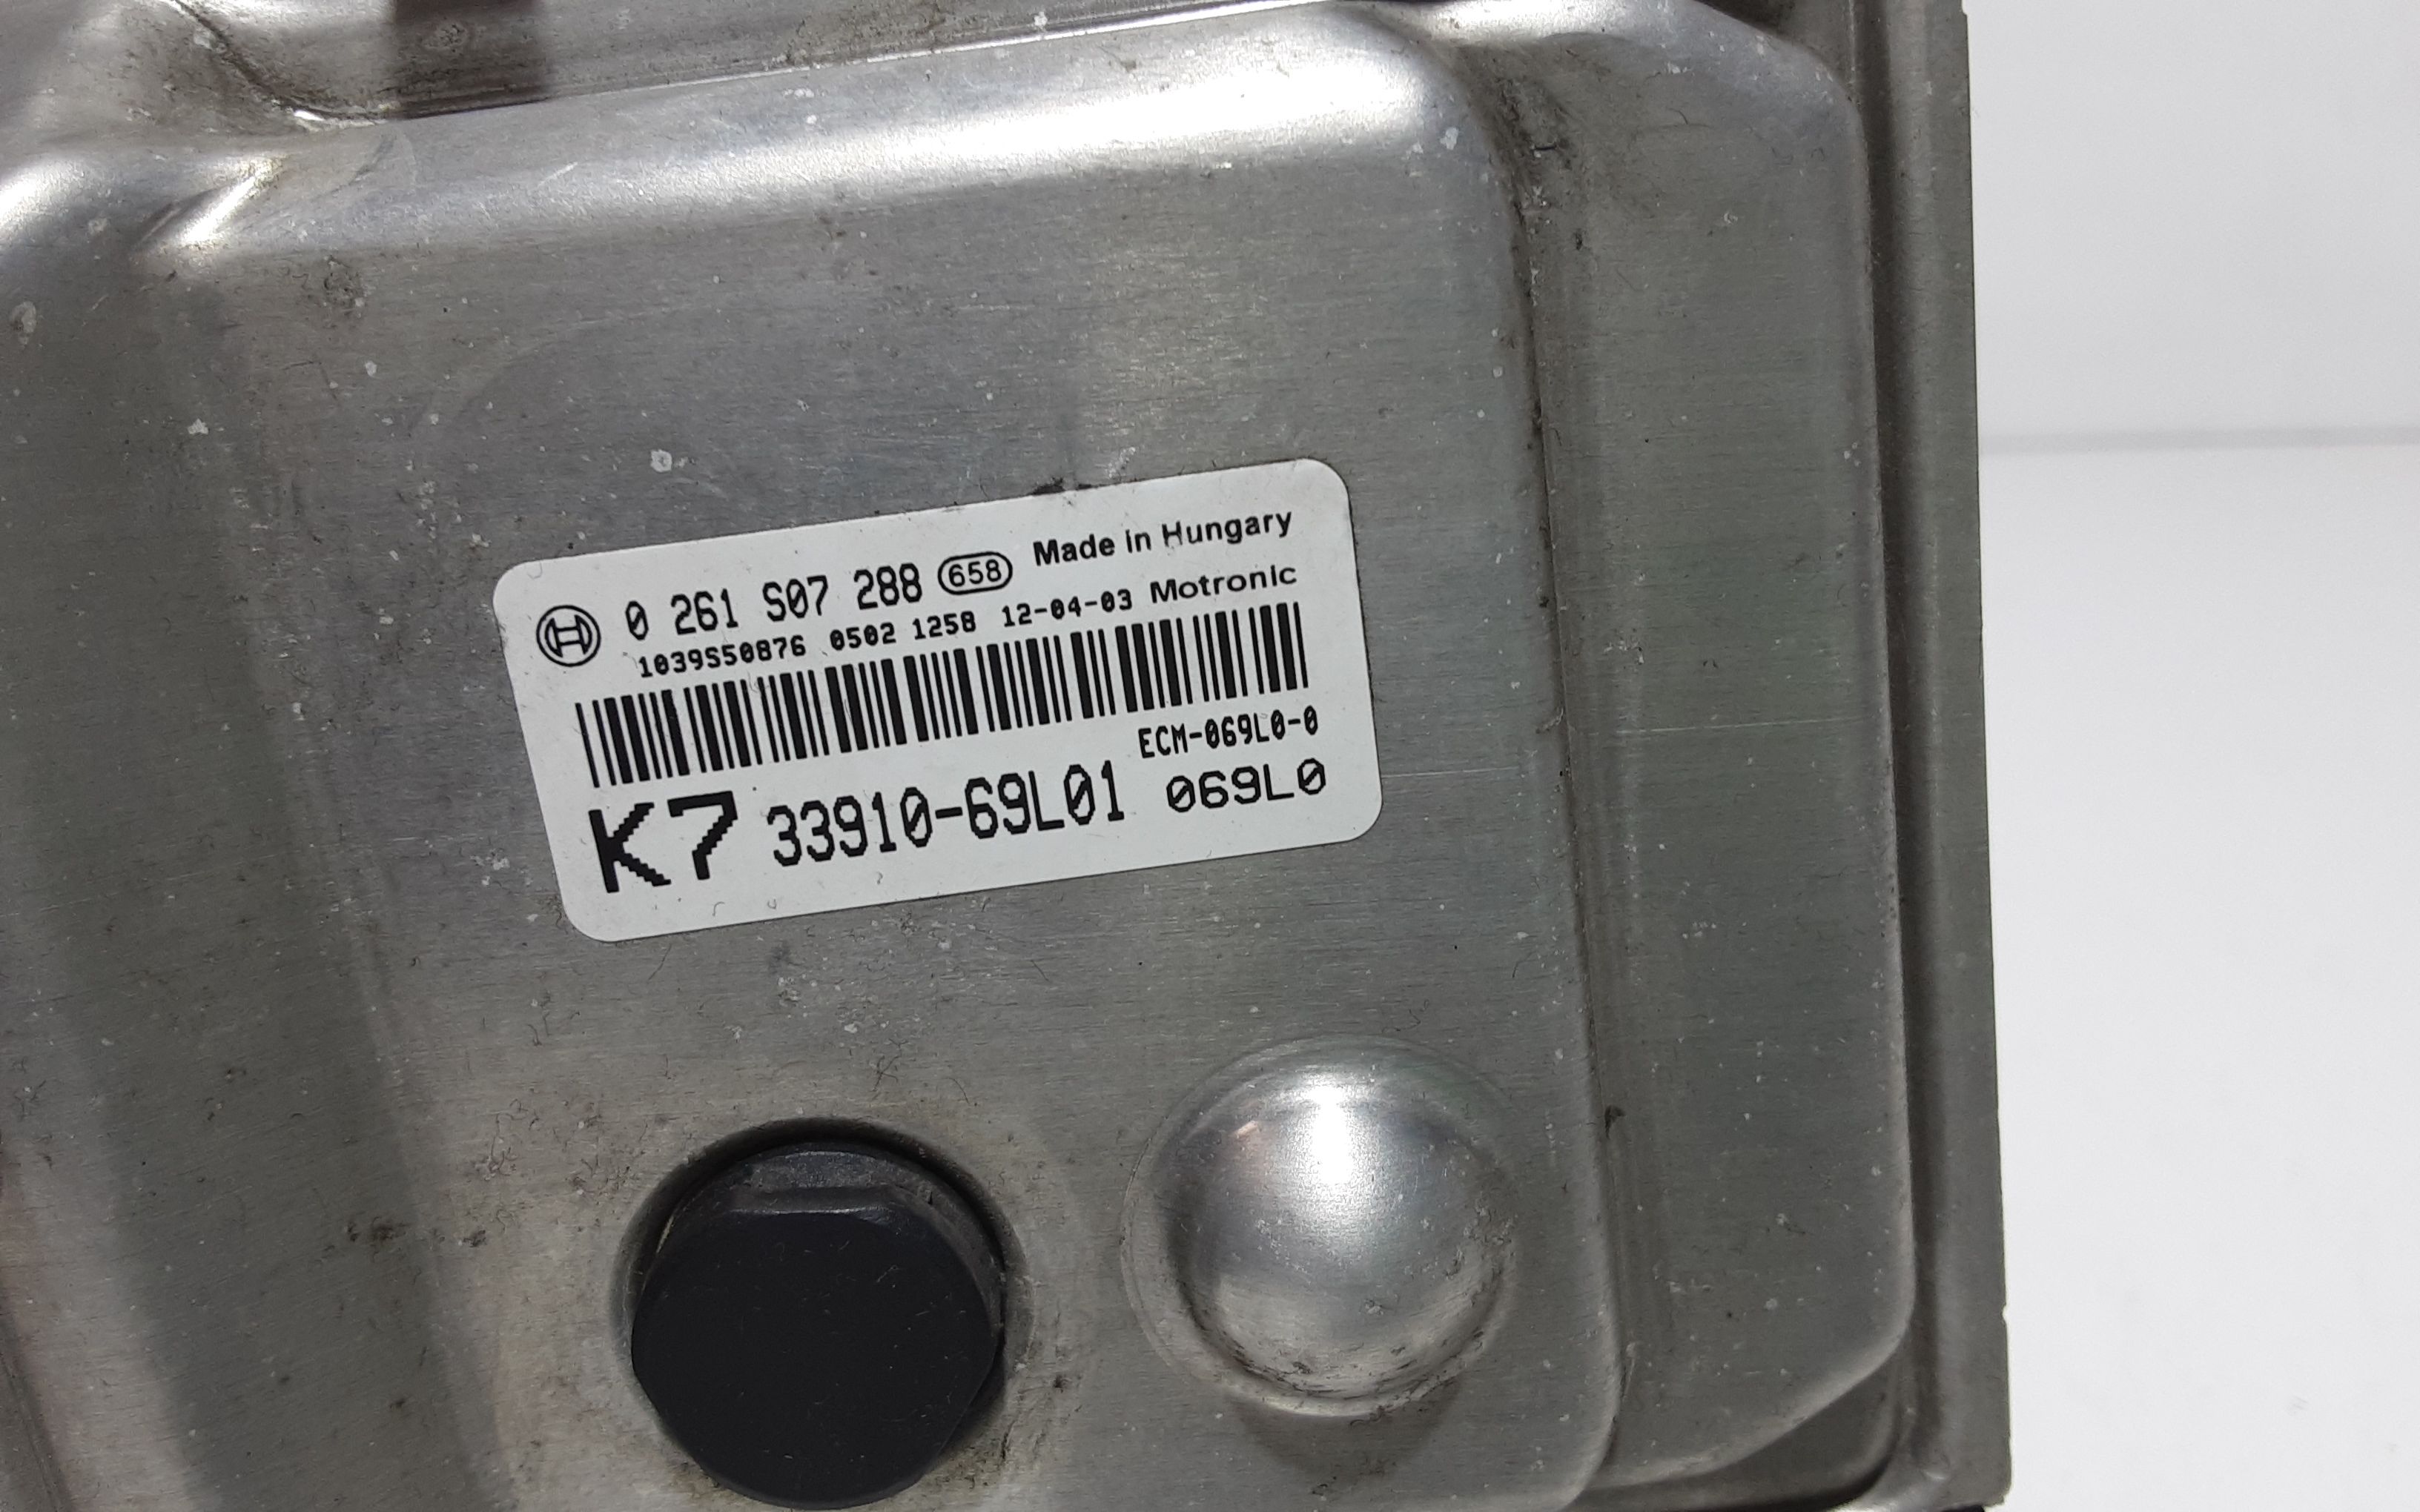 0 261 S07 288 658 Made in Hungary
1039S50876 0502 1258 12-04-03 Motronic
ECM-069L0-0
K7 33910-69L01 069L0